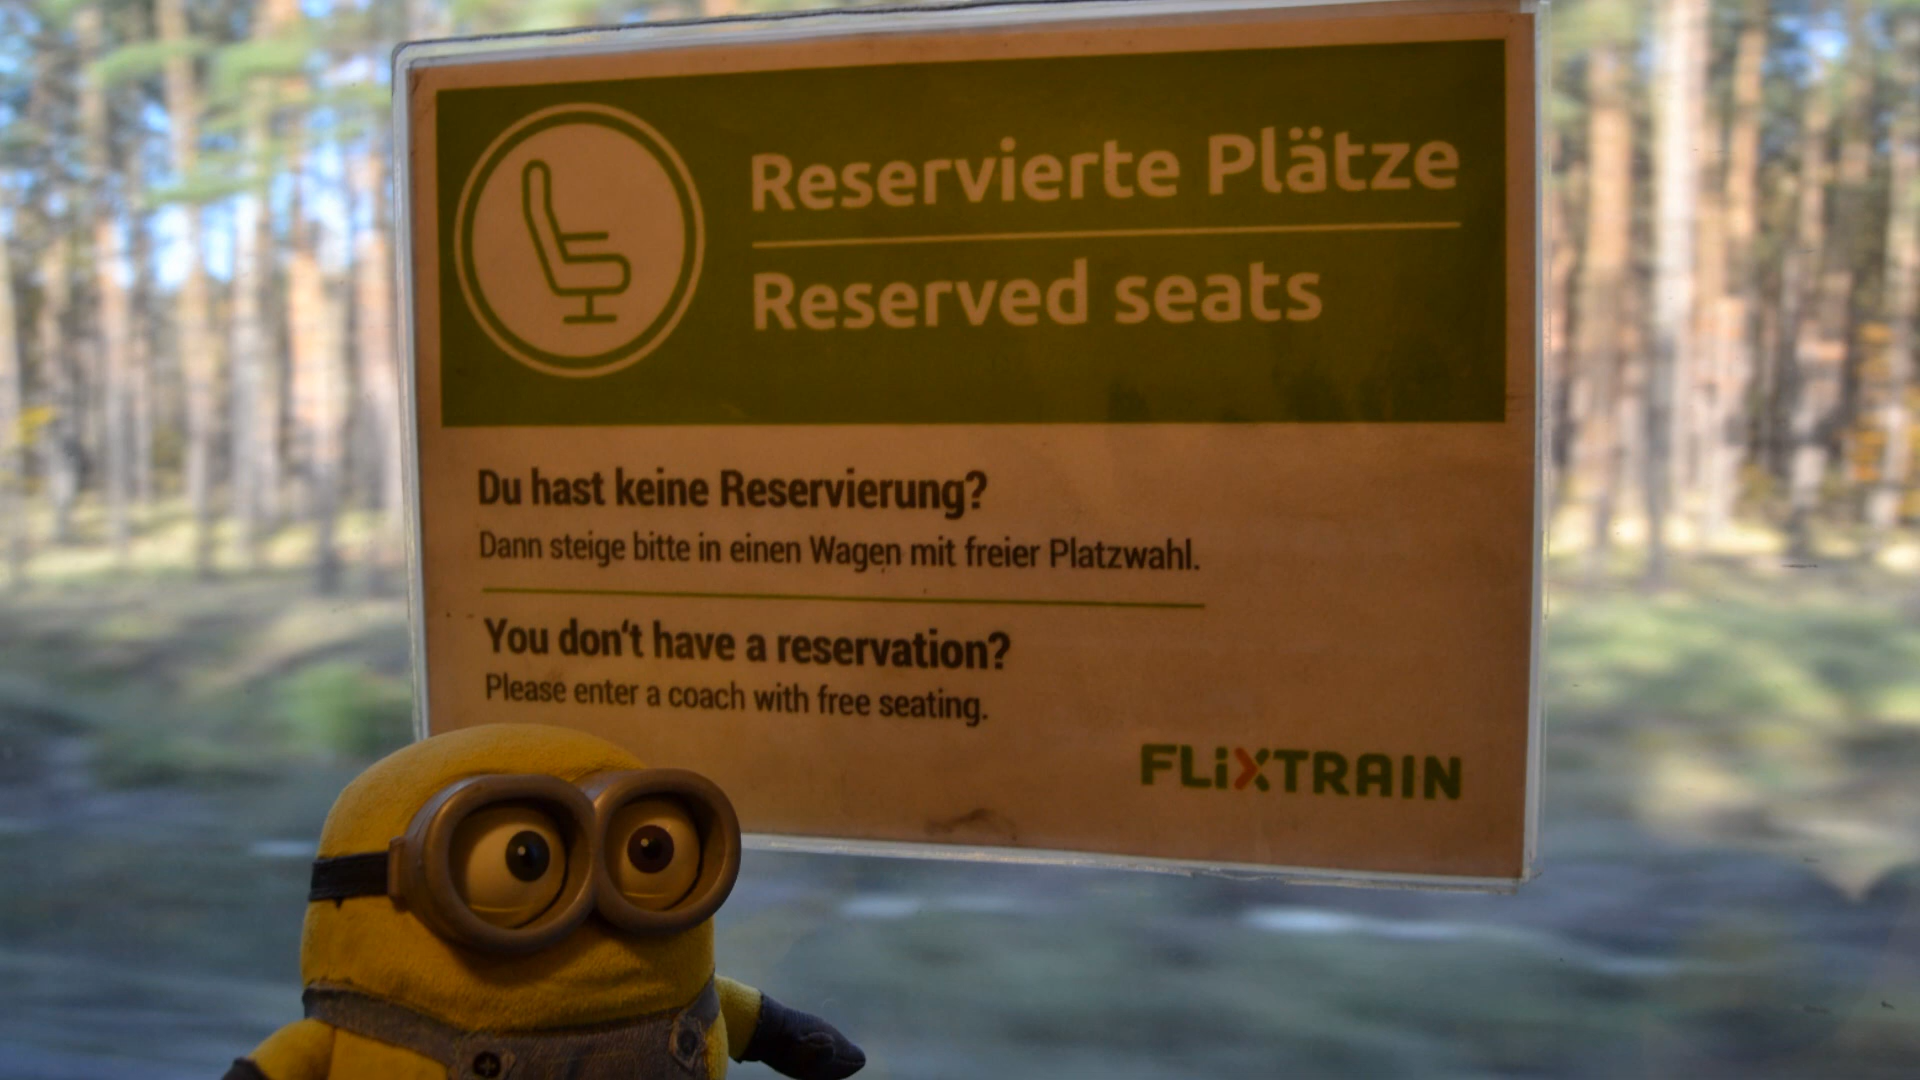 Reservierte Plätze
Reserved seats
Du hast keine Reservierung?
Dann steige bitte in einen Wagen mit freier Platzwahl.
You don‘t have a reservation?
Please enter a coach with free seating.
FLiXTRAIN